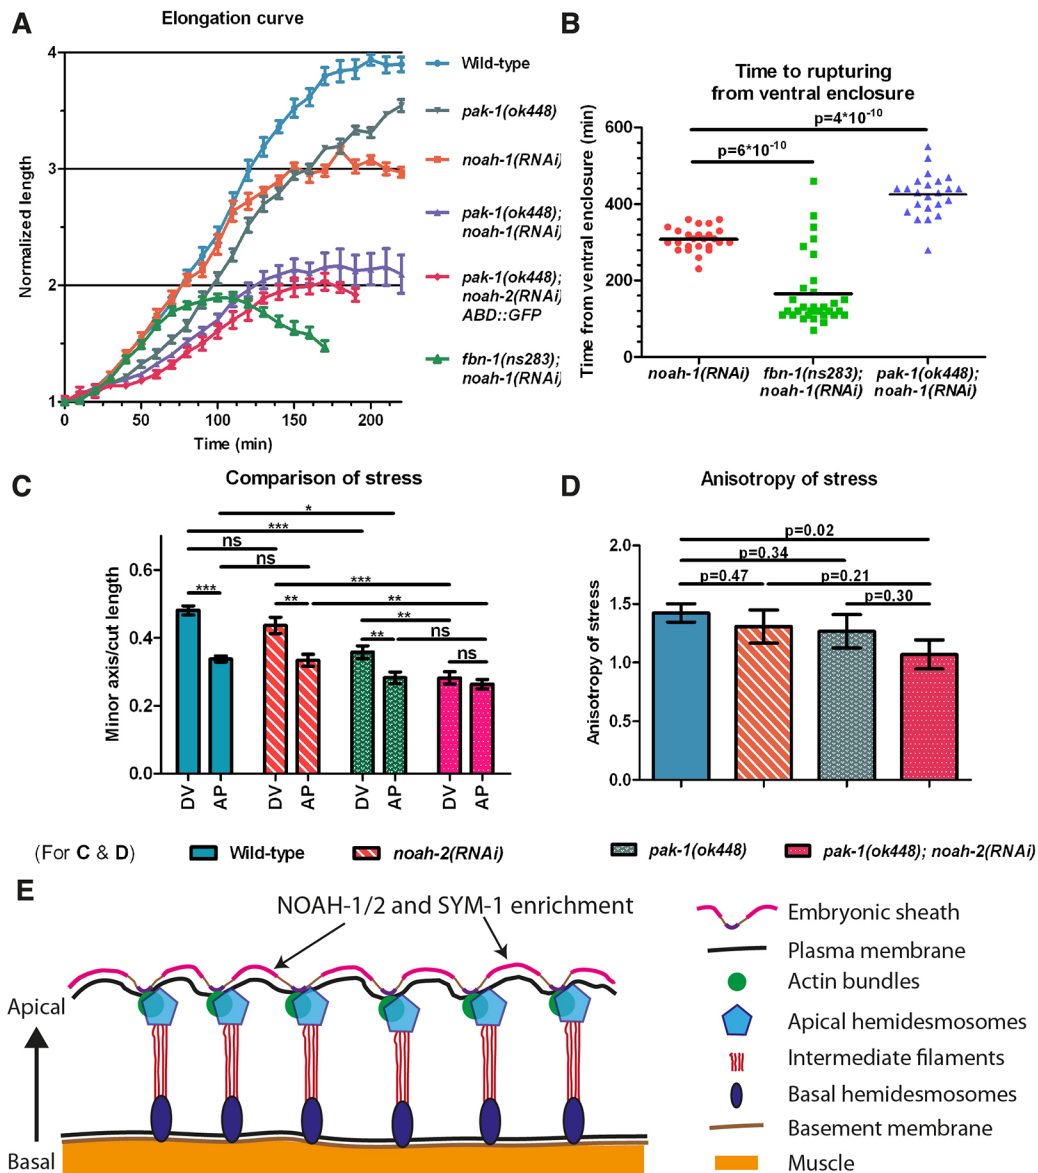 A
Elongation curve
Normalized length
4
3
2
1
0
50
100
150
200
Time (min)
Wild-type
pak-1(ok448)
noah-1(RNAi)
pak-1(ok448);
noah-1(RNAi)
pak-1(ok448);
noah-2(RNAi)
ABD::GFP
fbn-1(ns283);
noah-1(RNAi)
B
Time to rupturing
from ventral enclosure
Time from ventral enclosure (min)
600
400
200
0
p=4*10-10
p=6*10-10
noah-1(RNAi)
fbn-1(ns283);
noah-1(RNAi)
pak-1(ok448);
noah-1(RNAi)
C
Comparison of stress
Minor axis/cut length
0.6
0.4
0.2
0.0
*
***
ns
ns
***
***
**
**
**
**
ns
ns
DV
AP
DV
AP
DV
AP
DV
AP
D
Anisotropy of stress
Anisotropy of stress
2.0
1.5
1.0
0.5
0.0
p=0.02
p=0.34
p=0.47
p=0.21
p=0.30
(For C & D)
Wild-type
noah-2(RNAi)
pak-1(ok448)
pak-1(ok448); noah-2(RNAi)
E
NOAH-1/2 and SYM-1 enrichment
Apical
Basal
Embryonic sheath
Plasma membrane
Actin bundles
Apical hemidesmosomes
Intermediate filaments
Basal hemidesmosomes
Basement membrane
Muscle